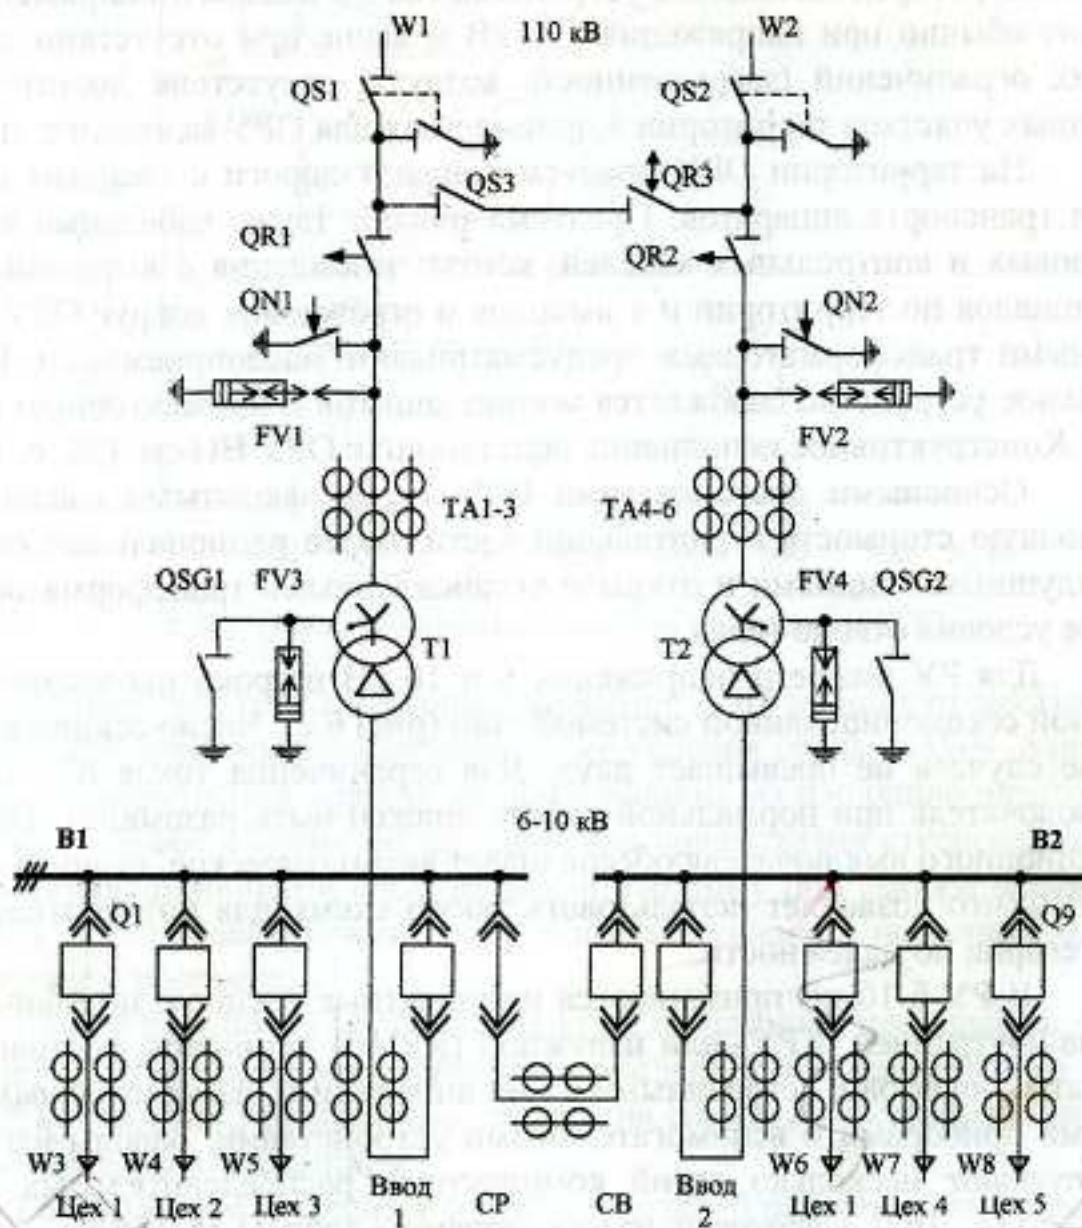 W1 110 кВ W2
QS1 QS2
QS3 QR3
QR1 QR2
QN1 QN2
FV1 FV2
TA1-3 TA4-6
QSG1 FV3 FV4 QSG2
T1 T2
6-10 кВ
B1 B2
Q1 Q9
W3 W4 W5 W6 W7 W8
Цех 1 Цех 2 Цех 3 Ввод 1 СР СВ Ввод 2 Цех 1 Цех 4 Цех 5